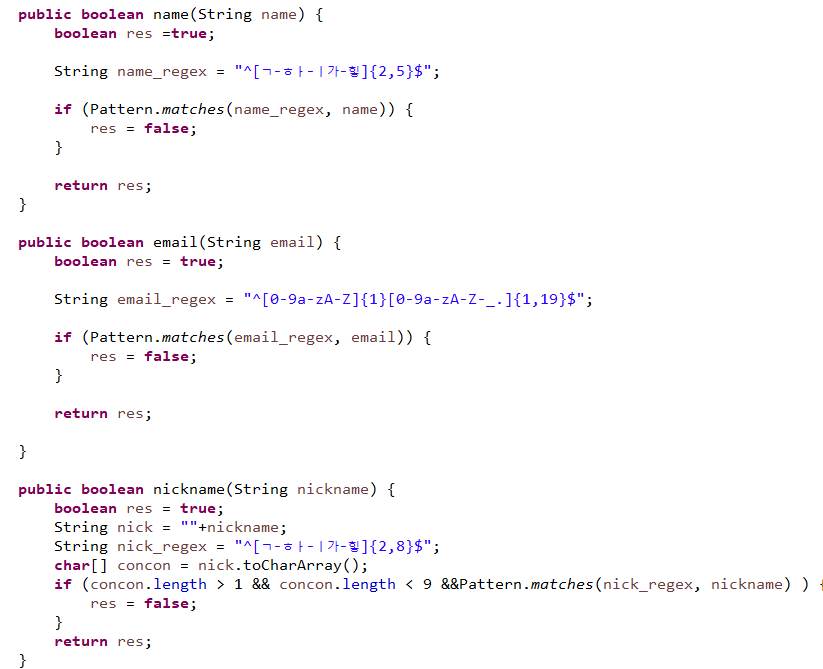 public boolean name(String name) {
boolean res =true;
String name_regex = "^[ㄱ-ㅎㅏ-ㅣ가-힣]{2,5}$";
if (Pattern.matches(name_regex, name)) {
res = false;
}
return res;
}
public boolean email(String email) {
boolean res = true;
String email_regex = "^[0-9a-zA-Z]{1}[0-9a-zA-Z-_.]{1,19}$";
if (Pattern.matches(email_regex, email)) {
res = false;
}
return res;
}
public boolean nickname(String nickname) {
boolean res = true;
String nick = ""+nickname;
String nick_regex = "^[ㄱ-ㅎㅏ-ㅣ가-힣]{2,8}$";
char[] concon = nick.toCharArray();
if (concon.length > 1 && concon.length < 9 &&Pattern.matches(nick_regex, nickname) ) {
res = false;
}
return res;
}